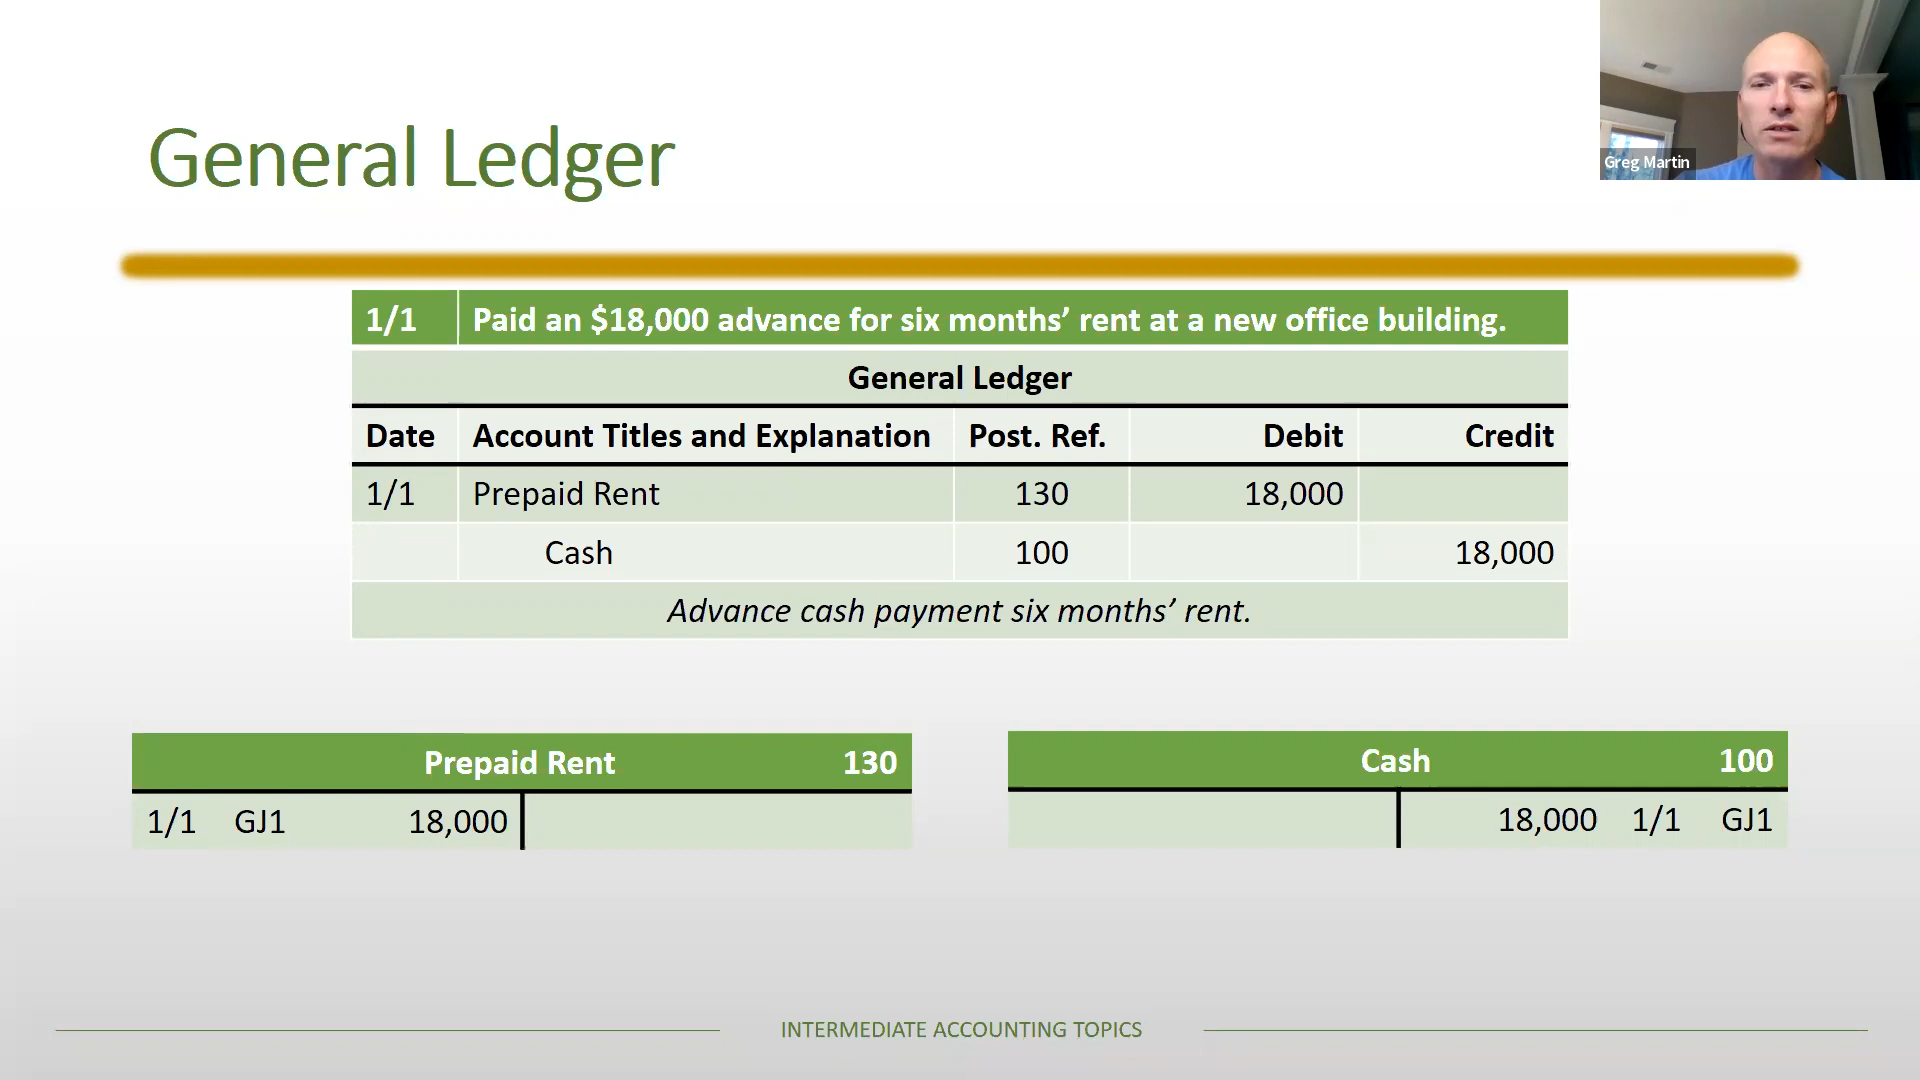 General Ledger
Greg Martin
1/1 Paid an $18,000 advance for six months’ rent at a new office building.
General Ledger
Date Account Titles and Explanation Post. Ref. Debit Credit
1/1 Prepaid Rent 130 18,000
Cash 100 18,000
Advance cash payment six months’ rent.
Prepaid Rent 130
1/1 GJ1 18,000
Cash 100
18,000 1/1 GJ1
INTERMEDIATE ACCOUNTING TOPICS